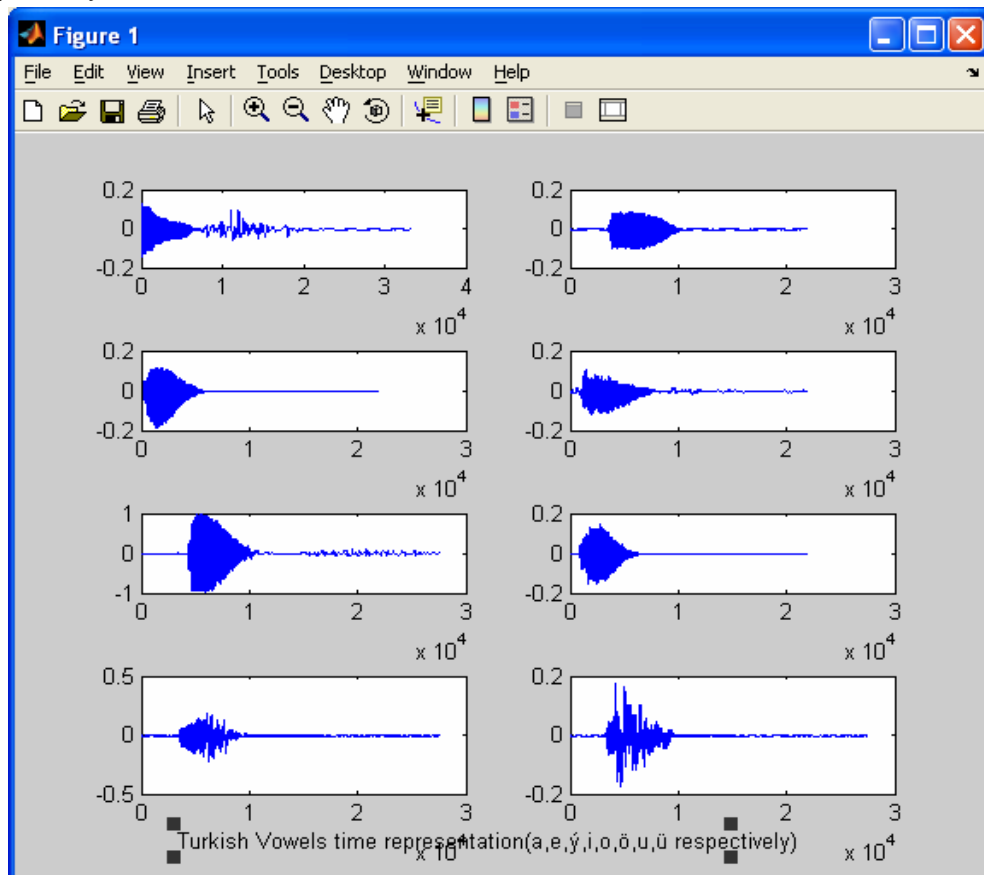 Figure 1
File Edit View Insert Tools Desktop Window Help
0.2 0 -0.2 0 1 2 3 4 x 10^4
0.2 0 -0.2 0 1 2 3 x 10^4
0.2 0 -0.2 0 1 2 3 x 10^4
0.2 0 -0.2 0 1 2 3 x 10^4
1 0 -1 0 1 2 3 x 10^4
0.2 0 -0.2 0 1 2 3 x 10^4
0.5 0 -0.5 0 1 2 3 x 10^4
0.2 0 -0.2 0 1 2 3 x 10^4
Turkish Vowels time representation(a,e,ý,i,o,ö,u,ü respectively)